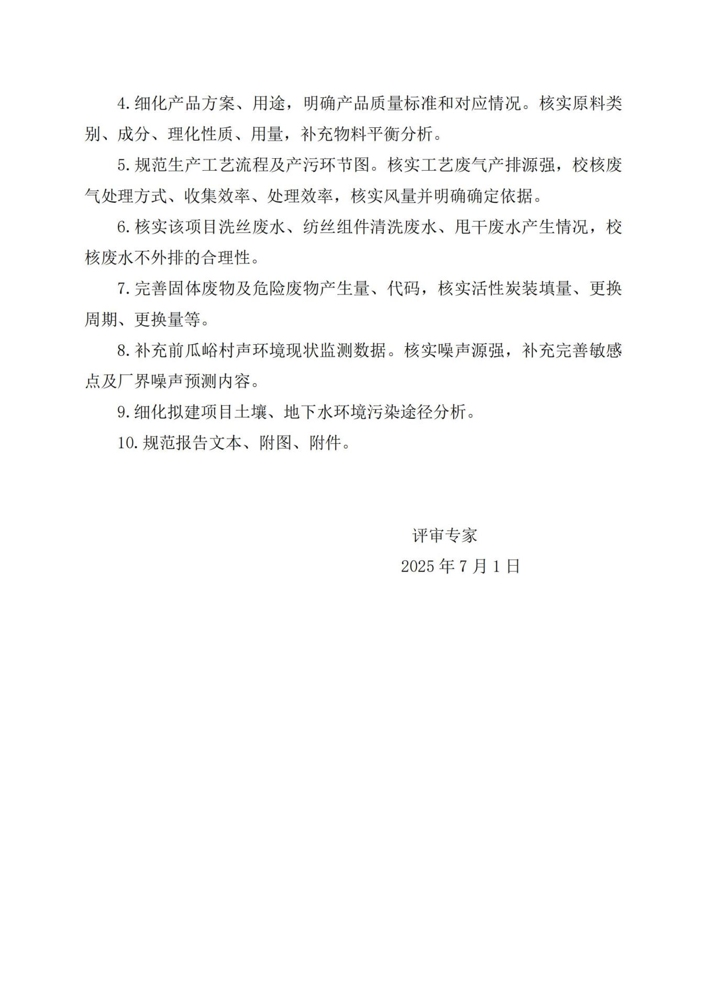 4.细化产品方案、用途，明确产品质量标准和对应情况。核实原料类
别、成分、理化性质、用量，补充物料平衡分析。
5.规范生产工艺流程及产污环节图。核实工艺废气产排源强，校核废
气处理方式、收集效率、处理效率，核实风量并明确确定依据。
6.核实该项目洗丝废水、纺丝组件清洗废水、甩干废水产生情况，校
核废水不外排的合理性。
7.完善固体废物及危险废物产生量、代码，核实活性炭装填量、更换
周期、更换量等。
8.补充前瓜峪村声环境现状监测数据。核实噪声源强，补充完善敏感
点及厂界噪声预测内容。
9.细化拟建项目土壤、地下水环境污染途径分析。
10.规范报告文本、附图、附件。
评审专家
2025 年 7 月 1 日